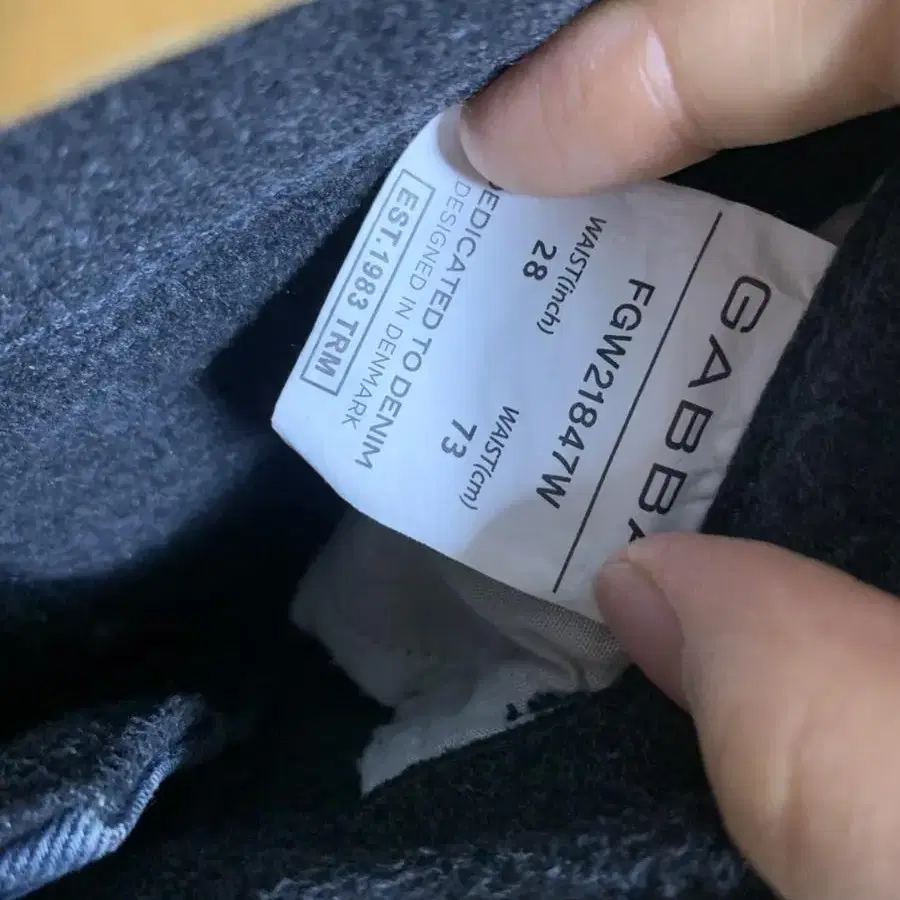 GABBA
FGW21847W
WAIST(inch) WAIST(cm)
28 73
DEDICATED TO DENIM
DESIGNED IN DENMARK
EST.1983 TRM